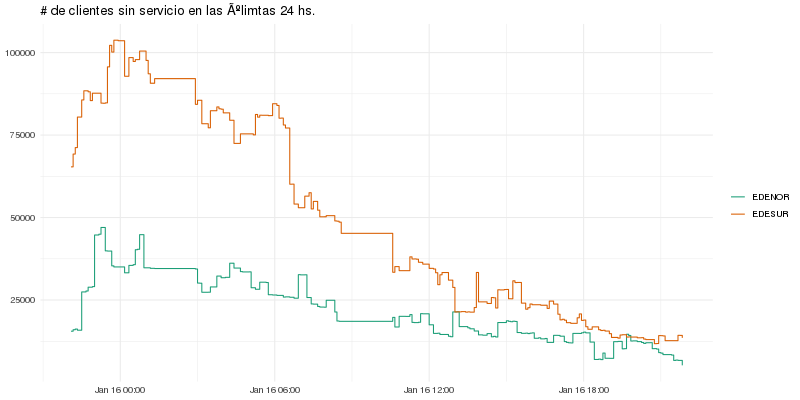 # de clientes sin servicio en las Ãºlimtas 24 hs.
100000
75000
50000
25000
EDENOR
EDESUR
Jan 16 00:00
Jan 16 06:00
Jan 16 12:00
Jan 16 18:00